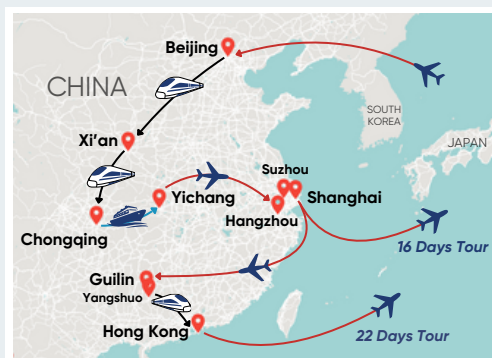 Beijing
CHINA
SOUTH
KOREA
JAPAN
Xi’an
Suzhou
Yichang
Shanghai
Hangzhou
Chongqing
16 Days Tour
Guilin
Yangshuo
Hong Kong
22 Days Tour